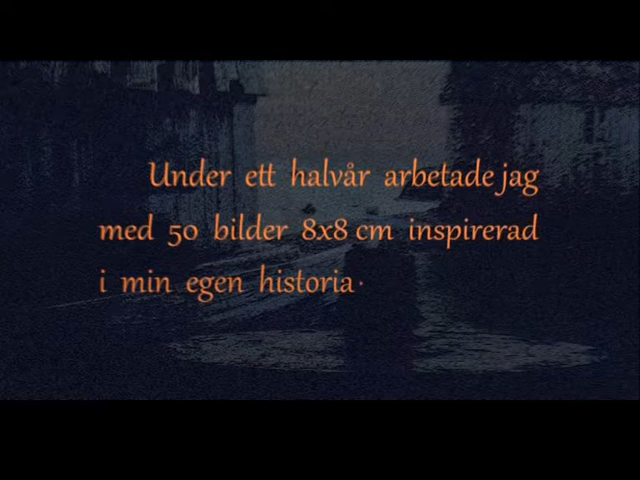 Under ett halvår arbetade jag
med 50 bilder 8x8 cm inspirerad
i min egen historia.